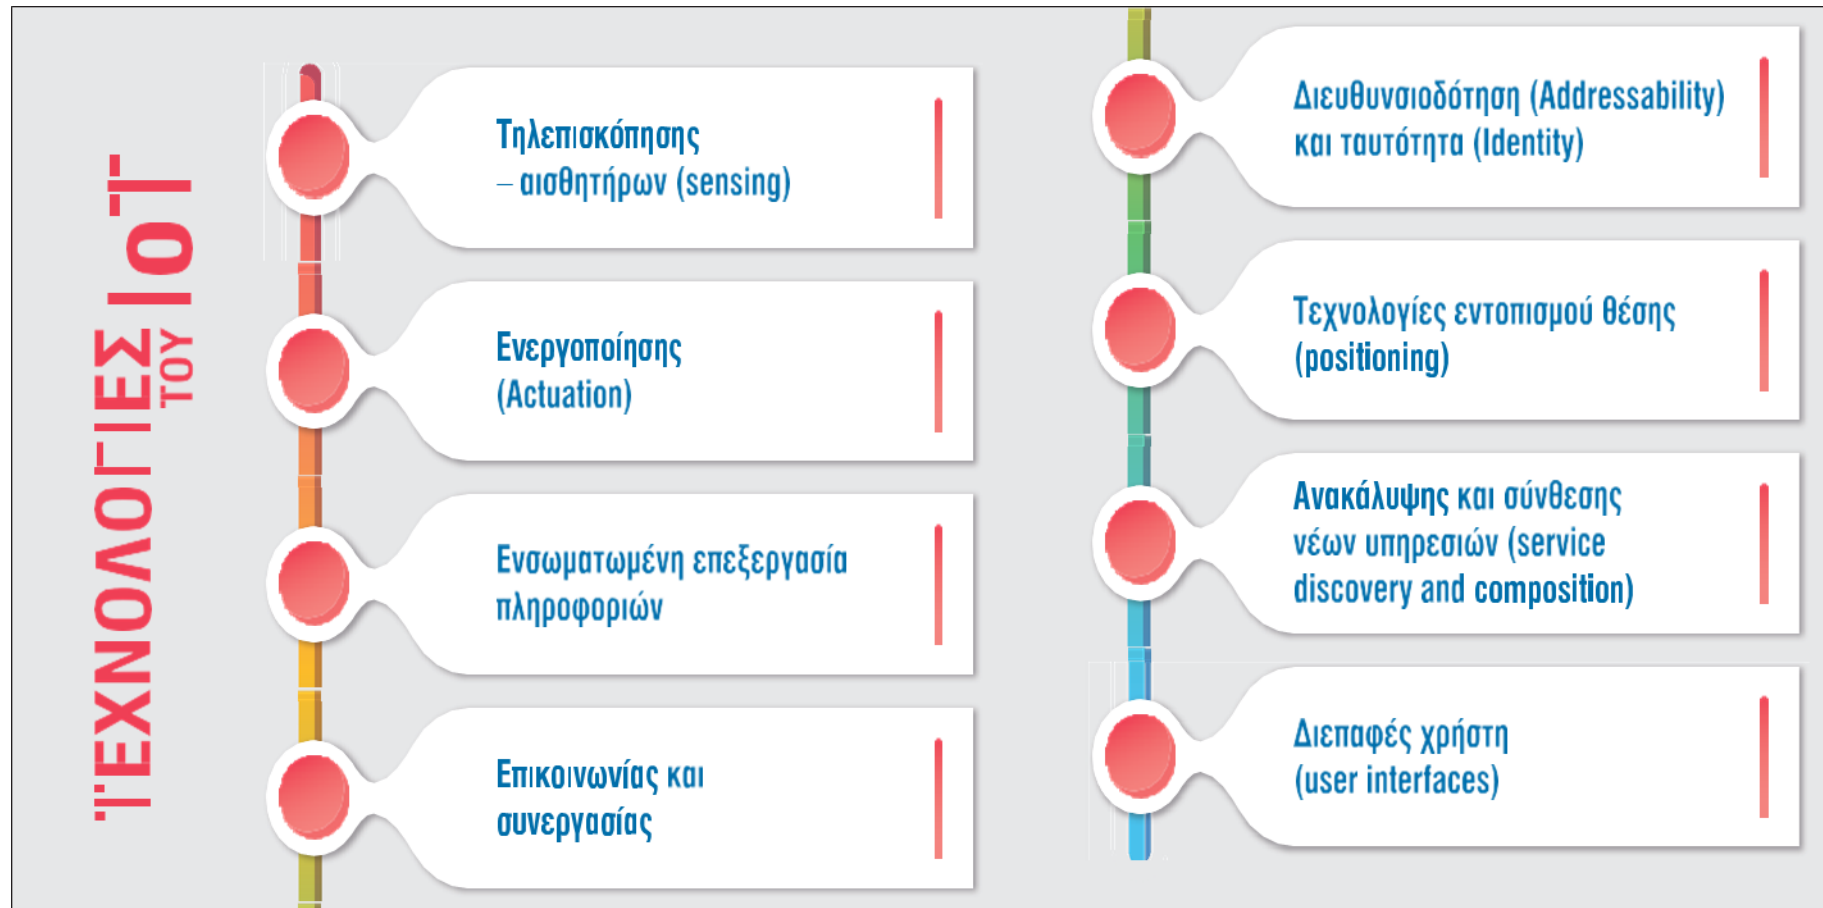 ΤΕΧΝΟΛΟΓΙΕΣ
ΤΟΥ
ΙοΤ
Τηλεπισκόπησης
– αισθητήρων (sensing)
Ενεργοποίησης
(Actuation)
Ενσωματωμένη επεξεργασία
πληροφοριών
Επικοινωνίας και
συνεργασίας
Διευθυνσιοδότηση (Addressability)
και ταυτότητα (Identity)
Τεχνολογίες εντοπισμού θέσης
(positioning)
Ανακάλυψης και σύνθεσης
νέων υπηρεσιών (service
discovery and composition)
Διεπαφές χρήστη
(user interfaces)